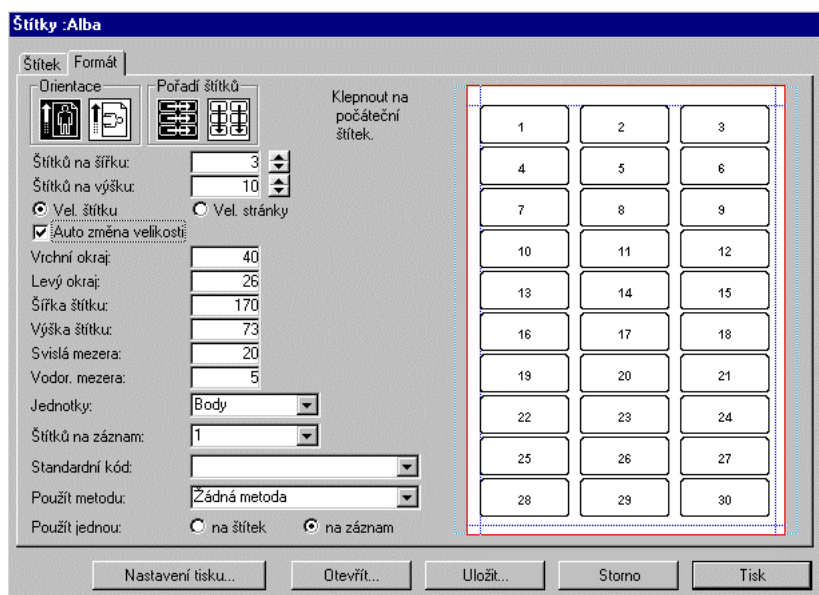 Štítky :Alba
Štítek Formát
Orientace Pořadí štítků
Klepnout na
počáteční
štítek.
Štítků na šířku: 3
Štítků na výšku: 10
Vel. štítku Vel. stránky
Auto změna velikosti
Vrchní okraj: 40
Levý okraj: 26
Šířka štítku: 170
Výška štítku: 73
Svislá mezera: 20
Vodor. mezera: 5
Jednotky: Body
Štítků na záznam: 1
Standardní kód:
Použít metodu: Žádná metoda
Použít jednou: na štítek na záznam
1 2 3
4 5 6
7 8 9
10 11 12
13 14 15
16 17 18
19 20 21
22 23 24
25 26 27
28 29 30
Nastavení tisku... Otevřít... Uložit... Storno Tisk